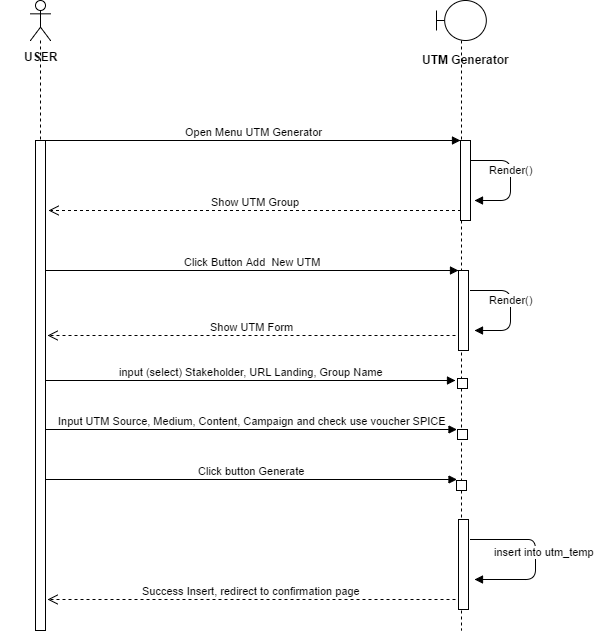 USER
UTM Generator
Open Menu UTM Generator
Render()
Show UTM Group
Click Button Add  New UTM
Render()
Show UTM Form
input (select) Stakeholder, URL Landing, Group Name
Input UTM Source, Medium, Content, Campaign and check use voucher SPICE
Click button Generate
insert into utm_temp
Success Insert, redirect to confirmation page